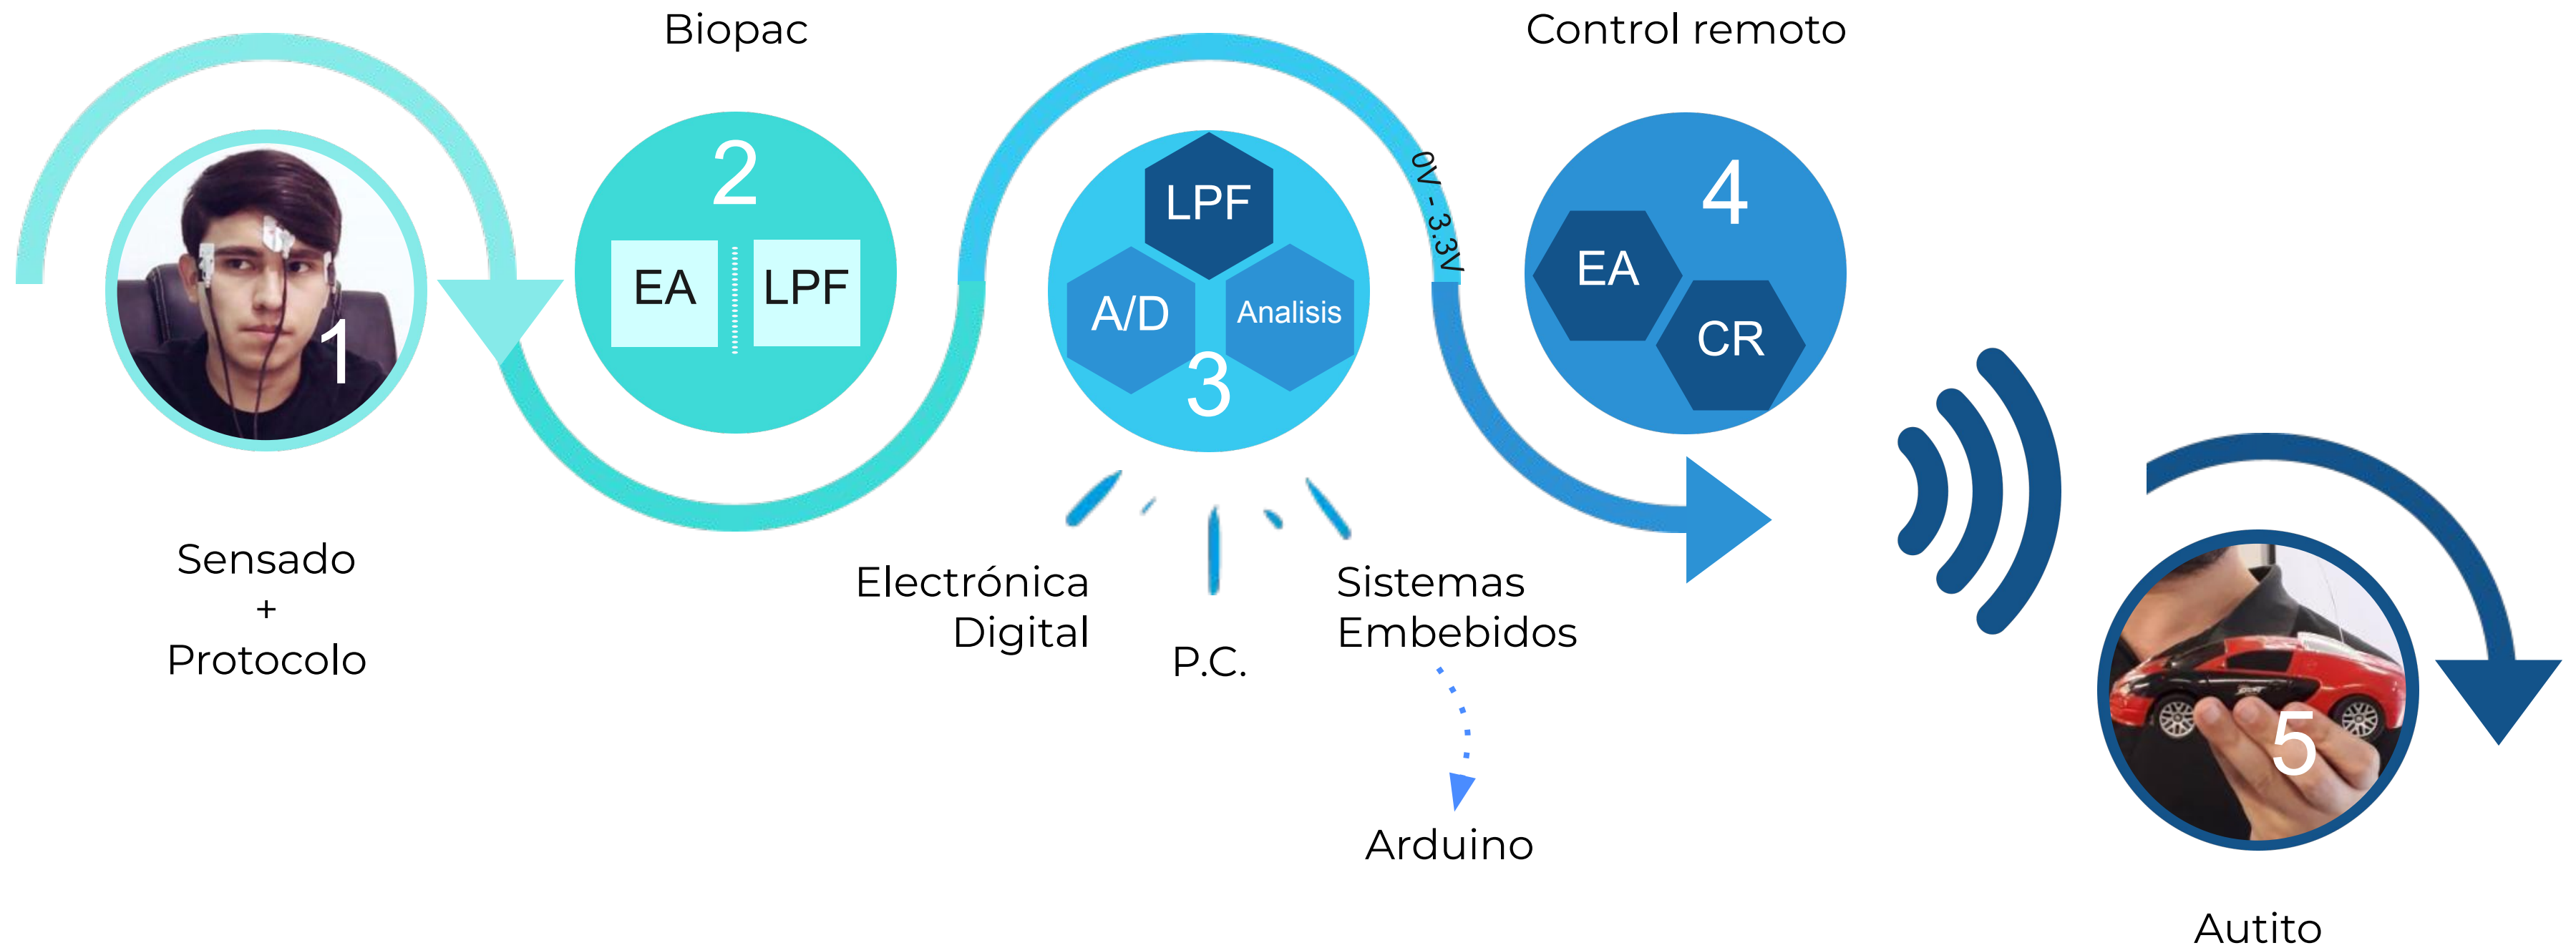 Biopac
Control remoto
1
2
EA
LPF
LPF
A/D
Analisis
3
0V - 3.3V
4
EA
CR
Sensado
+
Protocolo
Electrónica
Digital
P.C.
Sistemas
Embebidos
Arduino
5
Autito